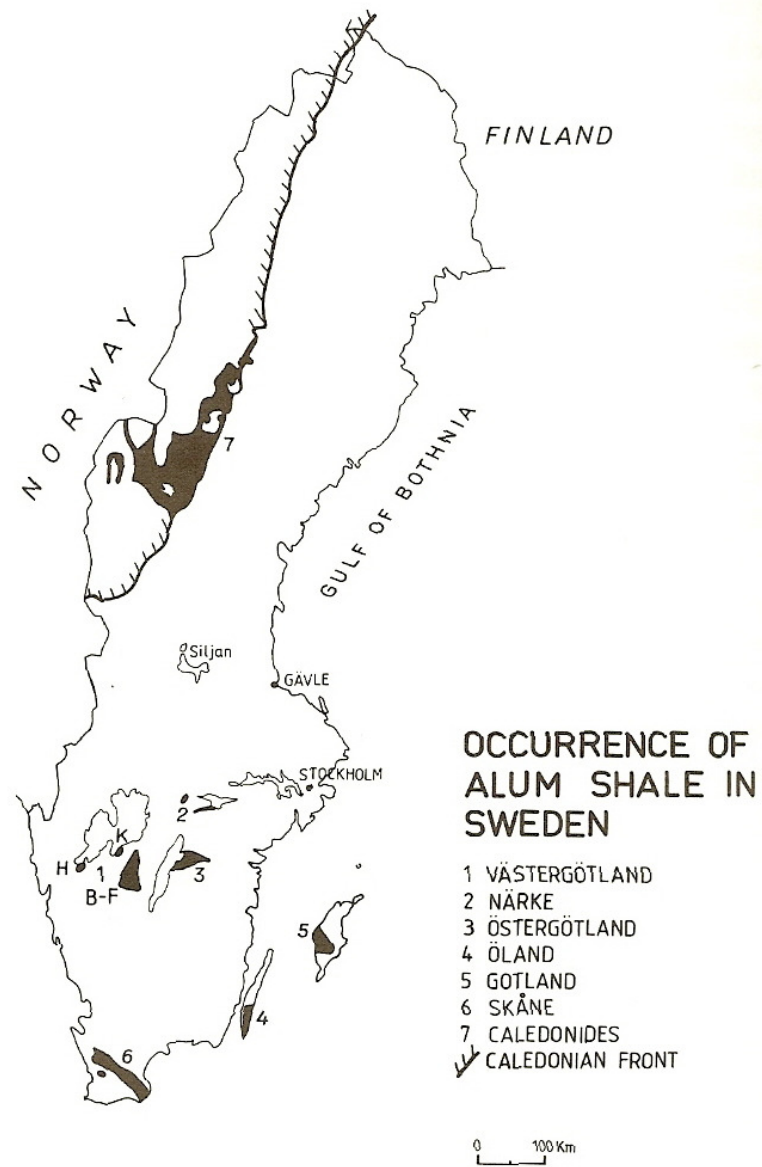 FINLAND
NORWAY
7
GULF OF BOTHNIA
Siljan
GÄVLE
STOCKHOLM
2
K
H
1
3
B-F
5
4
6
OCCURRENCE OF
ALUM SHALE IN
SWEDEN
1 VÄSTERGÖTLAND
2 NÄRKE
3 ÖSTERGÖTLAND
4 ÖLAND
5 GOTLAND
6 SKÅNE
7 CALEDONIDES
CALEDONIAN FRONT
0 100 Km